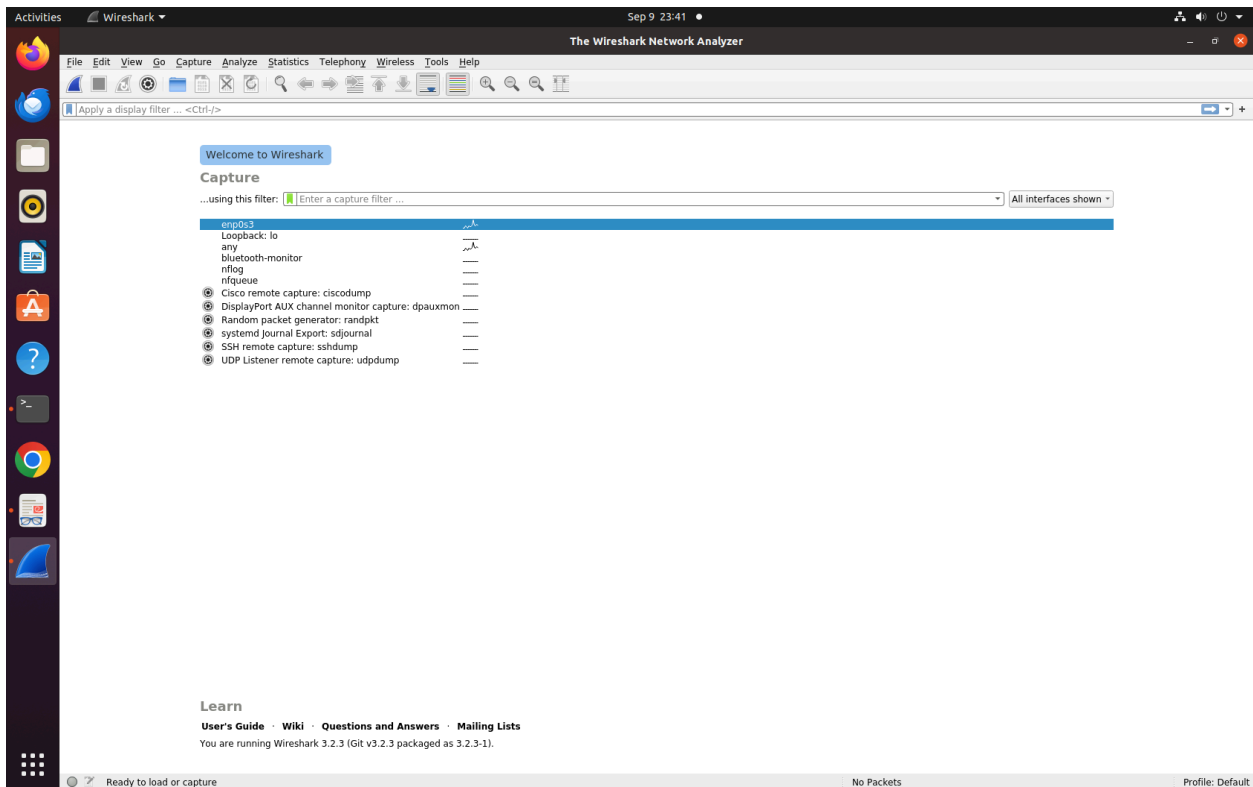 Activities Wireshark Sep 9 23:41
The Wireshark Network Analyzer
File Edit View Go Capture Analyze Statistics Telephony Wireless Tools Help
Apply a display filter ... <Ctrl-/>
Welcome to Wireshark
Capture
...using this filter: Enter a capture filter ... All interfaces shown
enp0s3
Loopback: lo
any
bluetooth-monitor
nflog
nfqueue
Cisco remote capture: ciscodump
DisplayPort AUX channel monitor capture: dpauxmon
Random packet generator: randpkt
systemd Journal Export: sdjournal
SSH remote capture: sshdump
UDP Listener remote capture: udpdump
Learn
User's Guide · Wiki · Questions and Answers · Mailing Lists
You are running Wireshark 3.2.3 (Git v3.2.3 packaged as 3.2.3-1).
Ready to load or capture No Packets Profile: Default